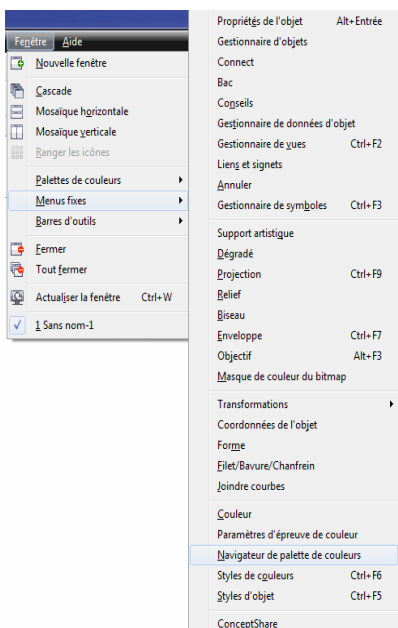 Fenêtre Aide
Nouvelle fenêtre
Cascade
Mosaïque horizontale
Mosaïque verticale
Ranger les icônes
Palettes de couleurs
Menus fixes
Barres d'outils
Fermer
Tout fermer
Actualiser la fenêtre Ctrl+W
1 Sans nom-1
Propriétés de l'objet Alt+Entrée
Gestionnaire d'objets
Connect
Bac
Conseils
Gestionnaire de données d'objet
Gestionnaire de vues Ctrl+F2
Liens et signets
Annuler
Gestionnaire de symboles Ctrl+F3
Support artistique
Dégradé
Projection Ctrl+F9
Relief
Biseau
Enveloppe Ctrl+F7
Objectif Alt+F3
Masque de couleur du bitmap
Transformations
Coordonnées de l'objet
Forme
Filet/Bavure/Chanfrein
Joindre courbes
Couleur
Paramètres d'épreuve de couleur
Navigateur de palette de couleurs
Styles de couleurs Ctrl+F6
Styles d'objet Ctrl+F5
ConceptShare